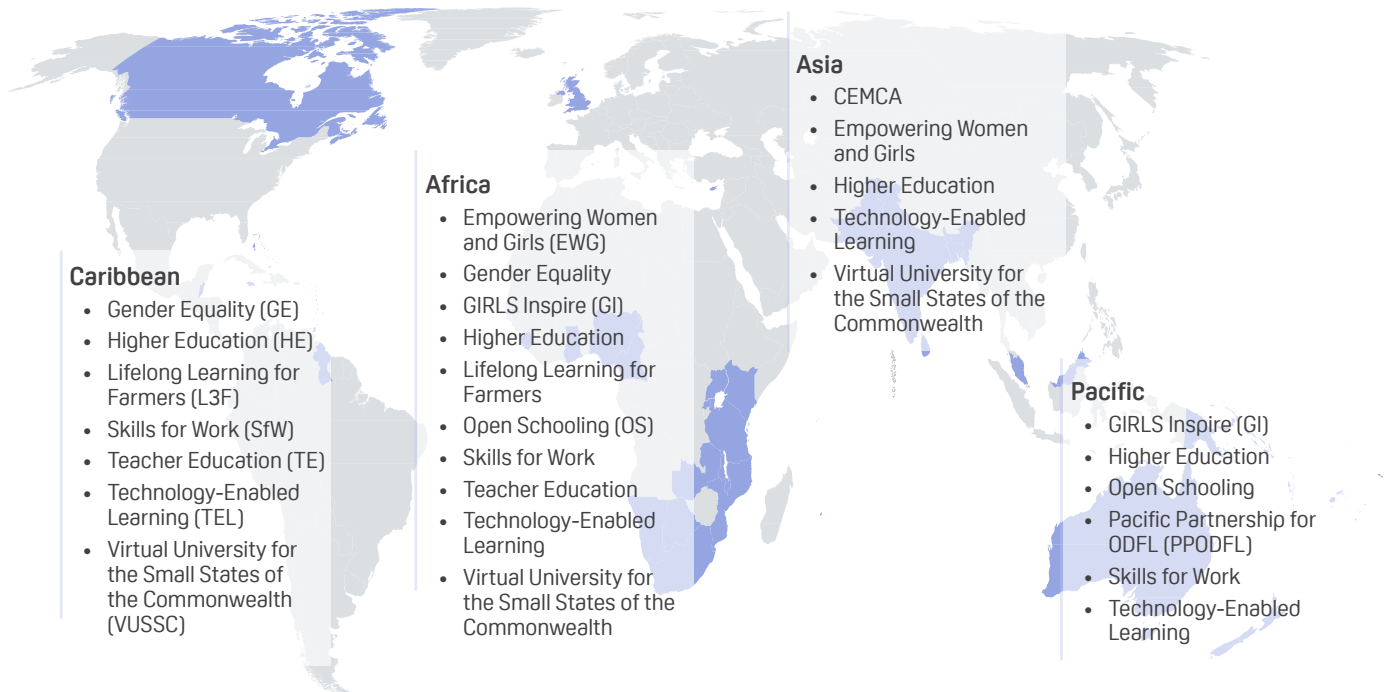 Caribbean
• Gender Equality (GE)
• Higher Education (HE)
• Lifelong Learning for
Farmers (L3F)
• Skills for Work (SfW)
• Teacher Education (TE)
• Technology-Enabled
Learning (TEL)
• Virtual University for
the Small States of
the Commonwealth
(VUSSC)
Africa
• Empowering Women
and Girls (EWG)
• Gender Equality
• GIRLS Inspire (GI)
• Higher Education
• Lifelong Learning for
Farmers
• Open Schooling (OS)
• Skills for Work
• Teacher Education
• Technology-Enabled
Learning
• Virtual University for
the Small States of the
Commonwealth
Asia
• CEMCA
• Empowering Women
and Girls
• Higher Education
• Technology-Enabled
Learning
• Virtual University for
the Small States of the
Commonwealth
Pacific
• GIRLS Inspire (GI)
• Higher Education
• Open Schooling
• Pacific Partnership for
ODFL (PPODFL)
• Skills for Work
• Technology-Enabled
Learning